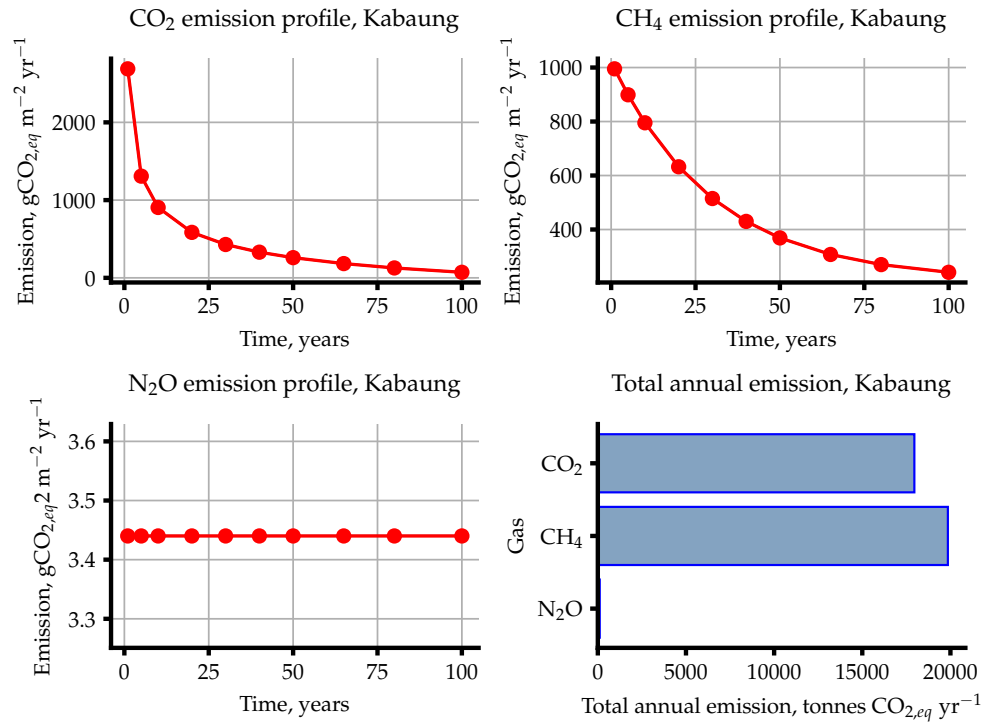 CO₂ emission profile, Kabaung
Emission, gCO₂,eq m⁻² yr⁻¹
2000
1000
0
0 25 50 75 100
Time, years
CH₄ emission profile, Kabaung
Emission, gCO₂,eq m⁻² yr⁻¹
1000
800
600
400
0 25 50 75 100
Time, years
N₂O emission profile, Kabaung
Emission, gCO₂,eq2 m⁻² yr⁻¹
3.6
3.5
3.4
3.3
0 25 50 75 100
Time, years
Total annual emission, Kabaung
Gas
CO₂
CH₄
N₂O
0 5000 10000 15000 20000
Total annual emission, tonnes CO₂,eq yr⁻¹